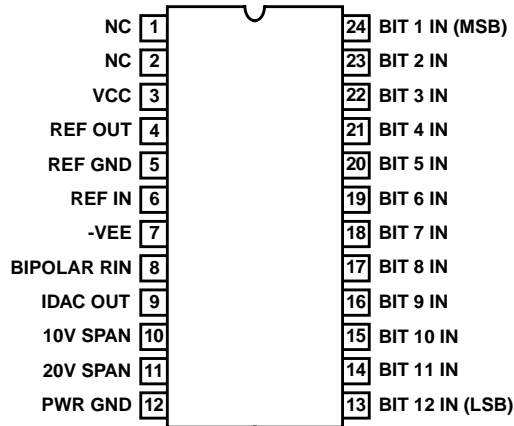 NC 1 24 BIT 1 IN (MSB)
NC 2 23 BIT 2 IN
VCC 3 22 BIT 3 IN
REF OUT 4 21 BIT 4 IN
REF GND 5 20 BIT 5 IN
REF IN 6 19 BIT 6 IN
-VEE 7 18 BIT 7 IN
BIPOLAR RIN 8 17 BIT 8 IN
IDAC OUT 9 16 BIT 9 IN
10V SPAN 10 15 BIT 10 IN
20V SPAN 11 14 BIT 11 IN
PWR GND 12 13 BIT 12 IN (LSB)